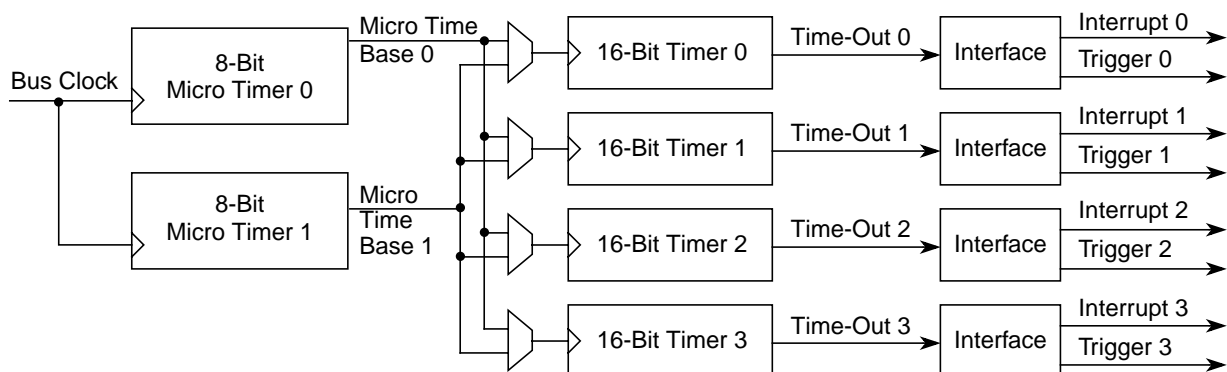 Bus Clock
8-Bit
Micro Timer 0
Micro Time
Base 0
16-Bit Timer 0
Time-Out 0
Interface
Interrupt 0
Trigger 0
16-Bit Timer 1
Time-Out 1
Interface
Interrupt 1
Trigger 1
8-Bit
Micro Timer 1
Micro
Time
Base 1
16-Bit Timer 2
Time-Out 2
Interface
Interrupt 2
Trigger 2
16-Bit Timer 3
Time-Out 3
Interface
Interrupt 3
Trigger 3